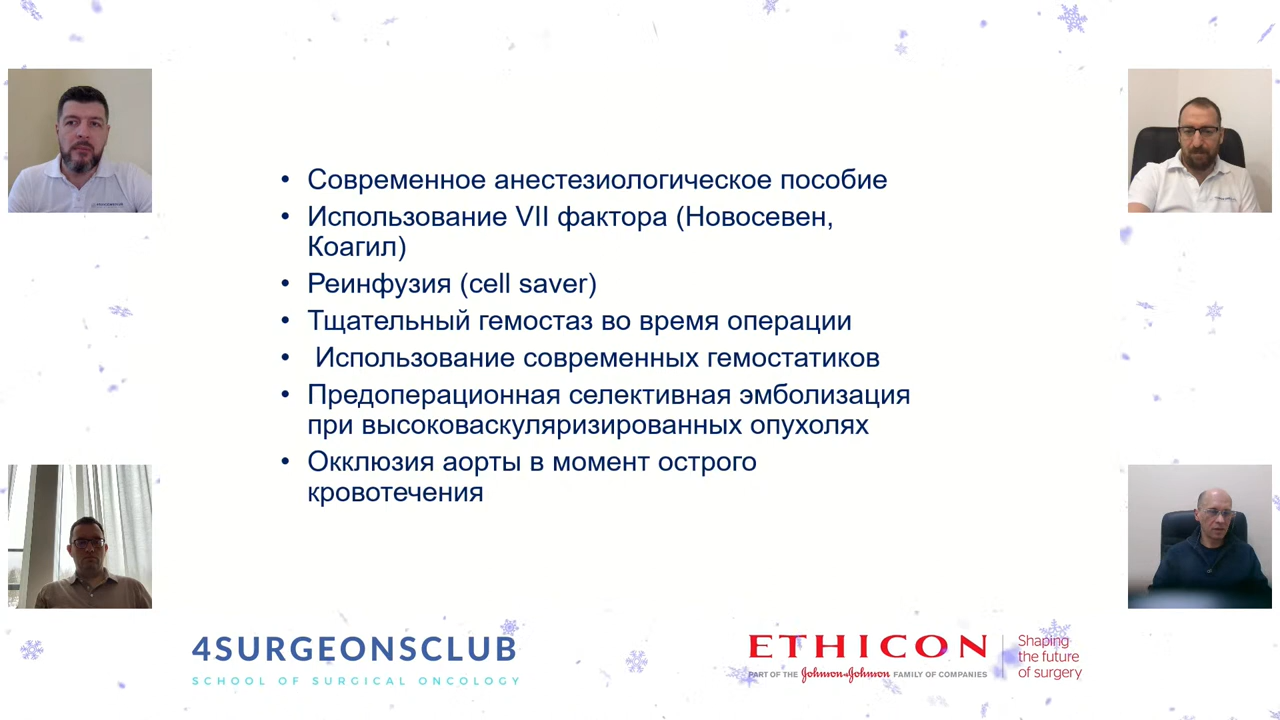 • Современное анестезиологическое пособие
• Использование VII фактора (Новосевен,
Коагил)
• Реинфузия (cell saver)
• Тщательный гемостаз во время операции
• Использование современных гемостатиков
• Предоперационная селективная эмболизация
при высоковаскуляризированных опухолях
• Окклюзия аорты в момент острого
кровотечения
4SURGEONSCLUB
SCHOOL OF SURGICAL ONCOLOGY
ETHICON
PART OF THE Johnson & Johnson FAMILY OF COMPANIES
Shaping
the future
of surgery